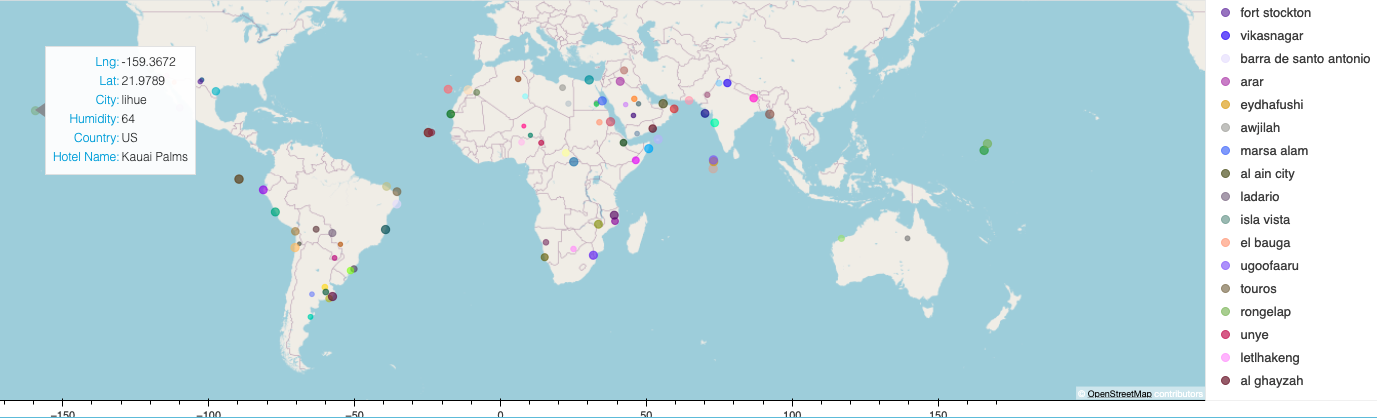 Lng: -159.3672
Lat: 21.9789
City: lihue
Humidity: 64
Country: US
Hotel Name: Kauai Palms
fort stockton
vikasnagar
barra de santo antonio
arar
eydhafushi
awjilah
marsa alam
al ain city
ladario
isla vista
el bauga
ugoofaaru
touros
rongelap
unye
letlhakeng
al ghayzah
© OpenStreetMap contributors
-150 -100 -50 0 50 100 150